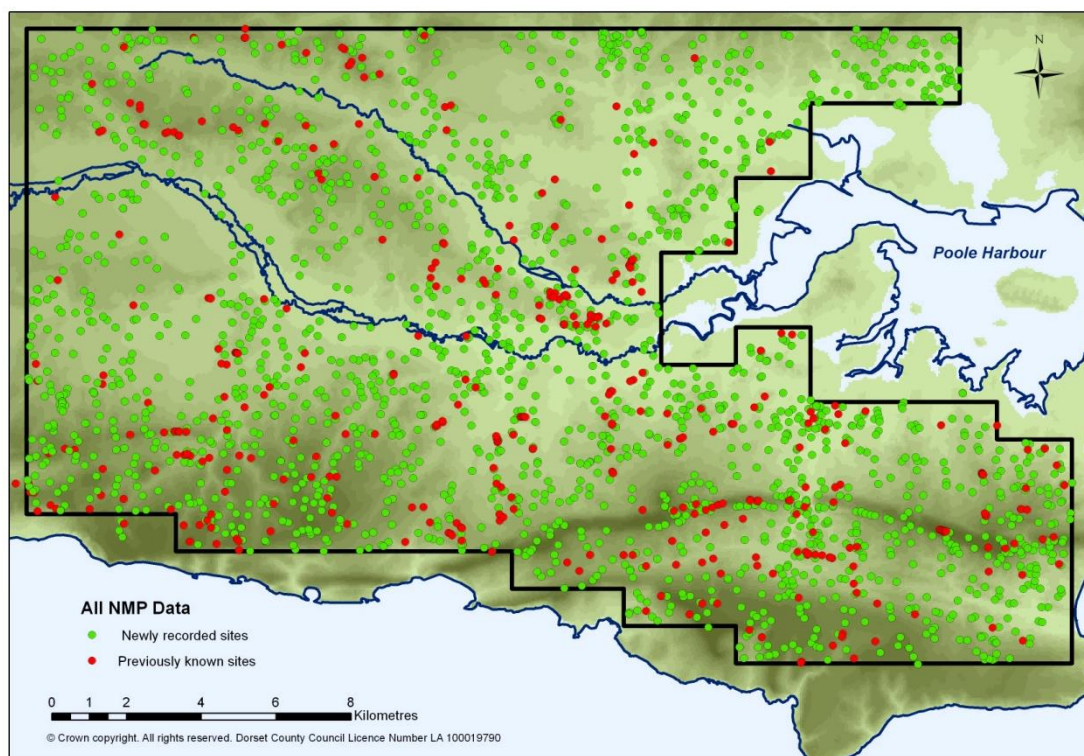 N
Poole Harbour
All NMP Data
Newly recorded sites
Previously known sites
0 1 2 4 6 8
Kilometres
© Crown copyright. All rights reserved. Dorset County Council Licence Number LA 100019790